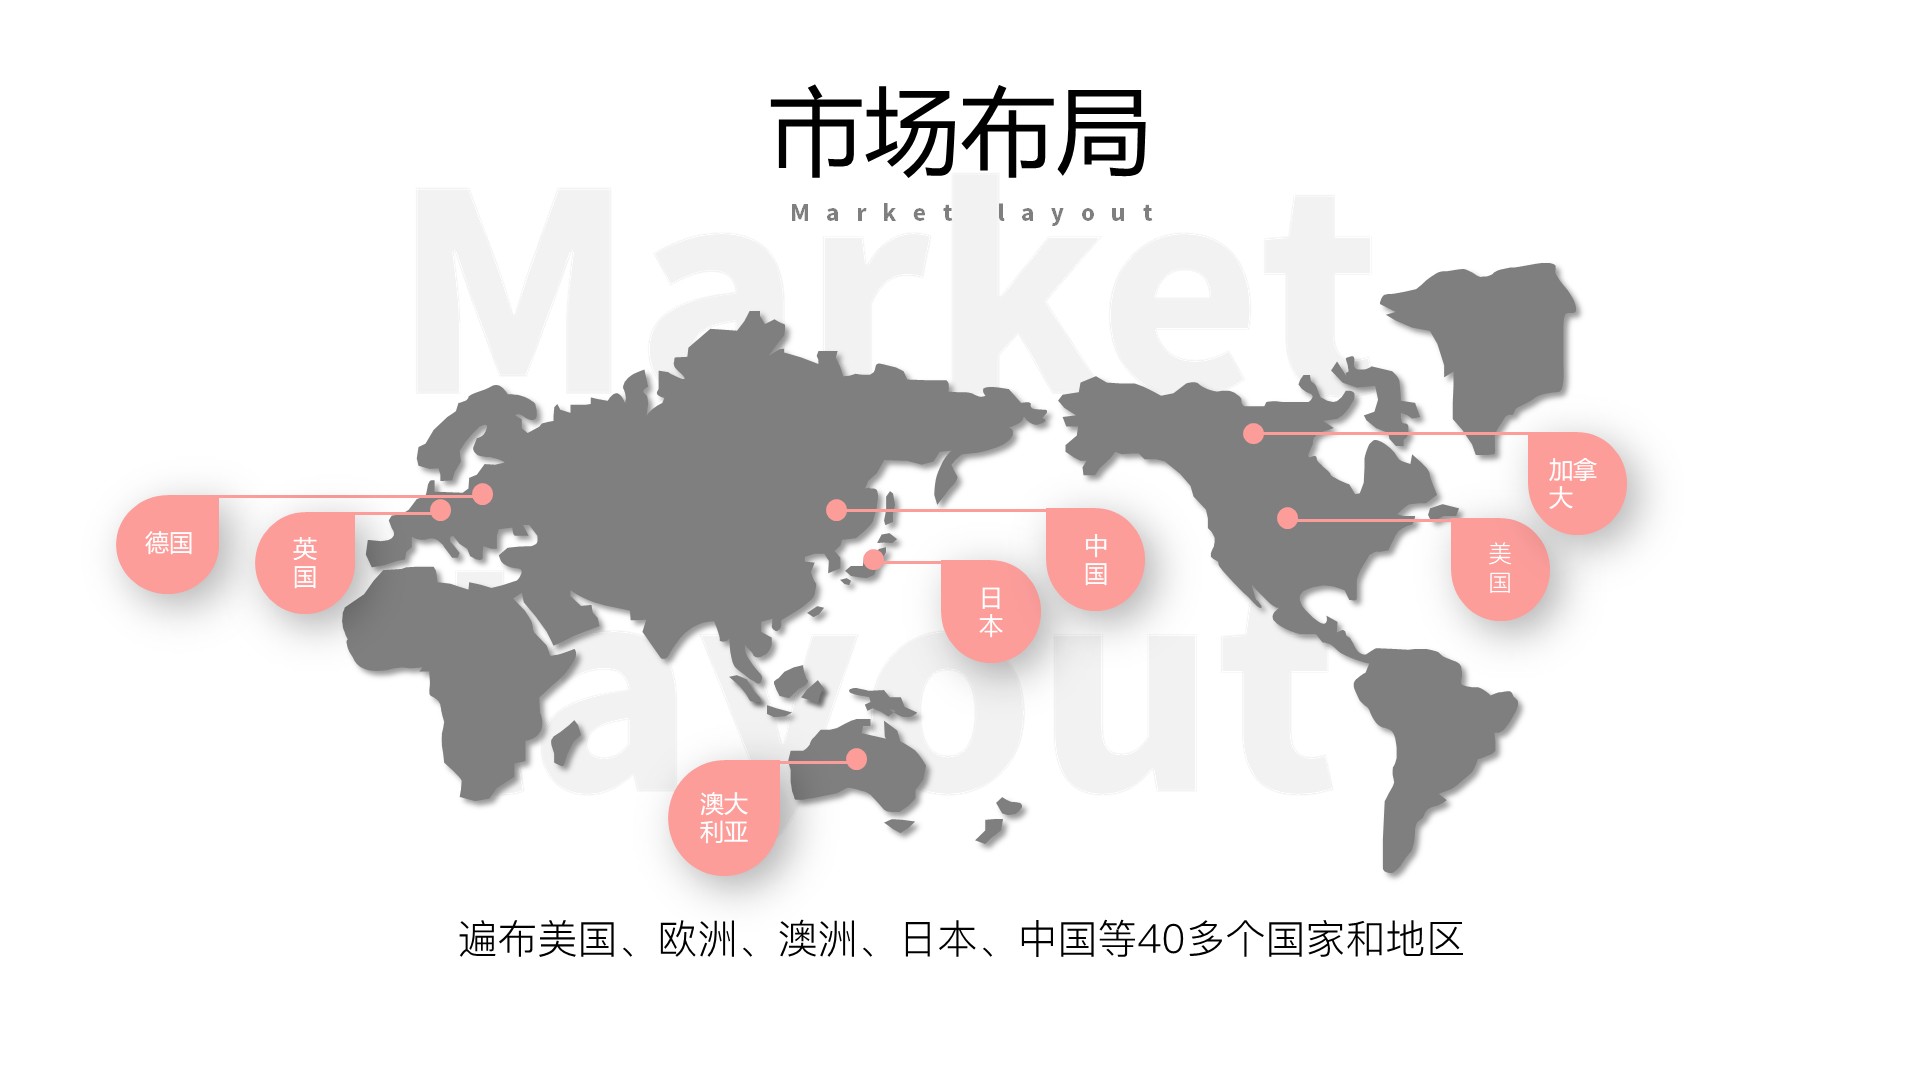 市场布局
Market layout
Market
layout
加拿
大
德国
英
国
中
国
美
国
日
本
澳大
利亚
遍布美国、欧洲、澳洲、日本、中国等40多个国家和地区